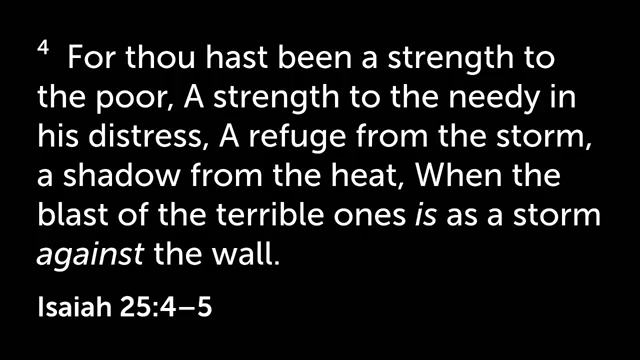 4 For thou hast been a strength to
the poor, A strength to the needy in
his distress, A refuge from the storm,
a shadow from the heat, When the
blast of the terrible ones is as a storm
against the wall.
Isaiah 25:4–5